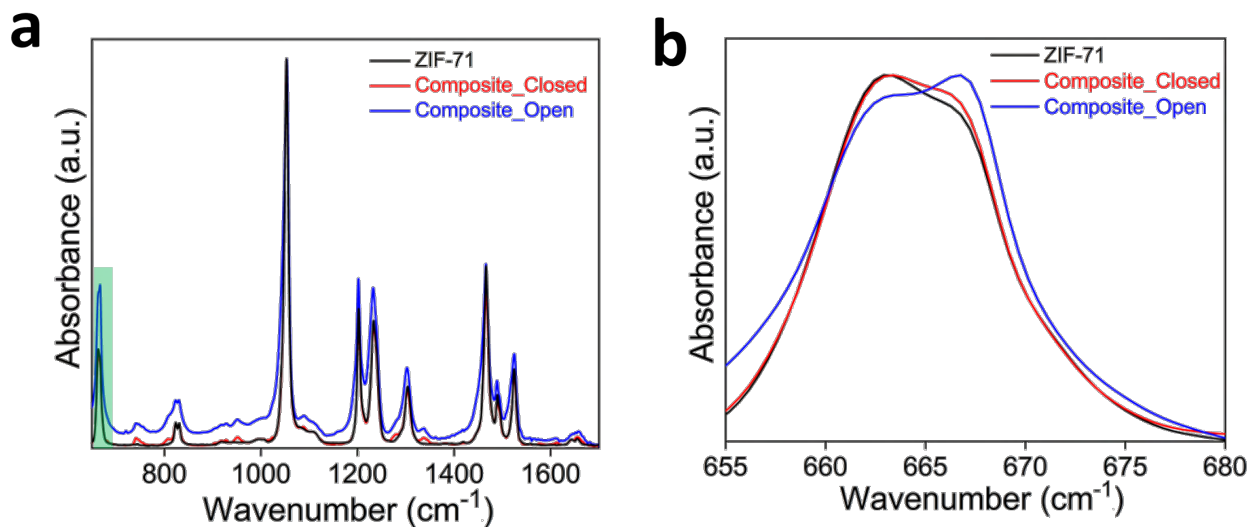 a
ZIF-71
Composite_Closed
Composite_Open
Absorbance (a.u.)
800 1000 1200 1400 1600
Wavenumber (cm-1)
b
ZIF-71
Composite_Closed
Composite_Open
Absorbance (a.u.)
655 660 665 670 675 680
Wavenumber (cm-1)